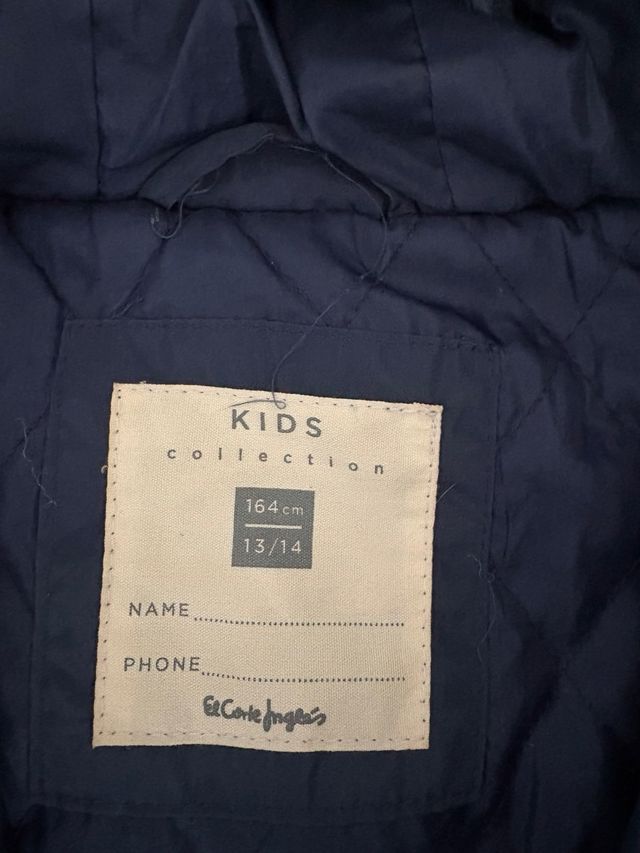 KIDS
collection
164cm
13/14
NAME
PHONE
El Corte Inglés